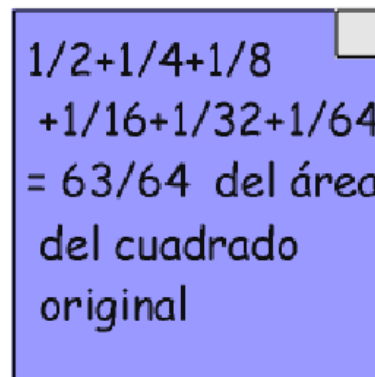 1/2+1/4+1/8
+1/16+1/32+1/64
= 63/64 del área
del cuadrado
original